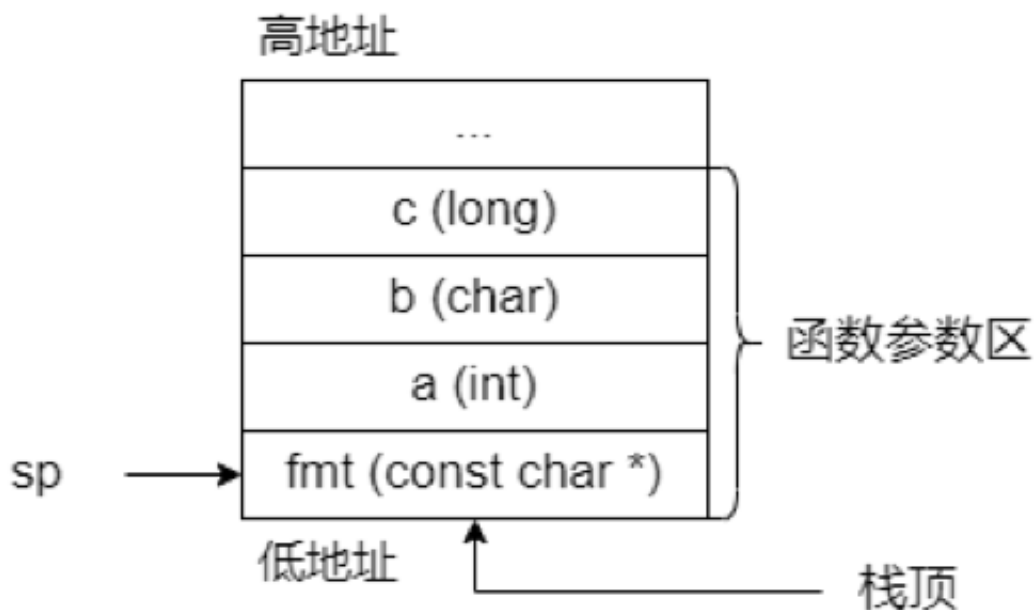 高地址
...
c (long)
b (char)
函数参数区
a (int)
sp
fmt (const char *)
低地址
栈顶